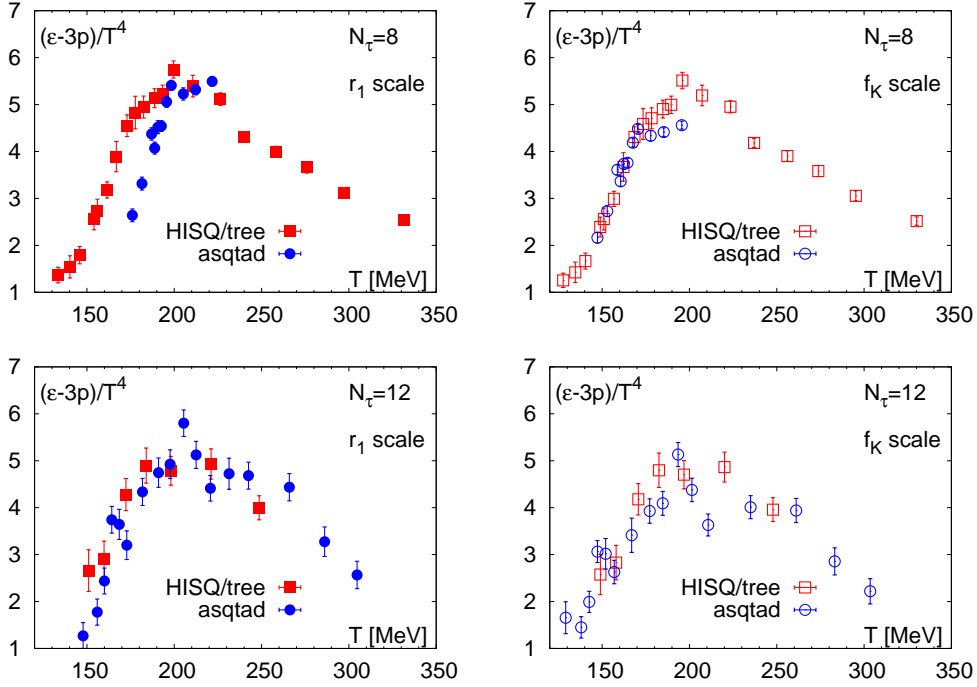 (ε-3p)/T⁴
N_τ=8
r₁ scale
HISQ/tree
asqtad
T [MeV]
7
6
5
4
3
2
1
150 200 250 300 350
(ε-3p)/T⁴
N_τ=8
f_K scale
HISQ/tree
asqtad
T [MeV]
7
6
5
4
3
2
1
150 200 250 300 350
(ε-3p)/T⁴
N_τ=12
r₁ scale
HISQ/tree
asqtad
T [MeV]
7
6
5
4
3
2
1
150 200 250 300 350
(ε-3p)/T⁴
N_τ=12
f_K scale
HISQ/tree
asqtad
T [MeV]
7
6
5
4
3
2
1
150 200 250 300 350